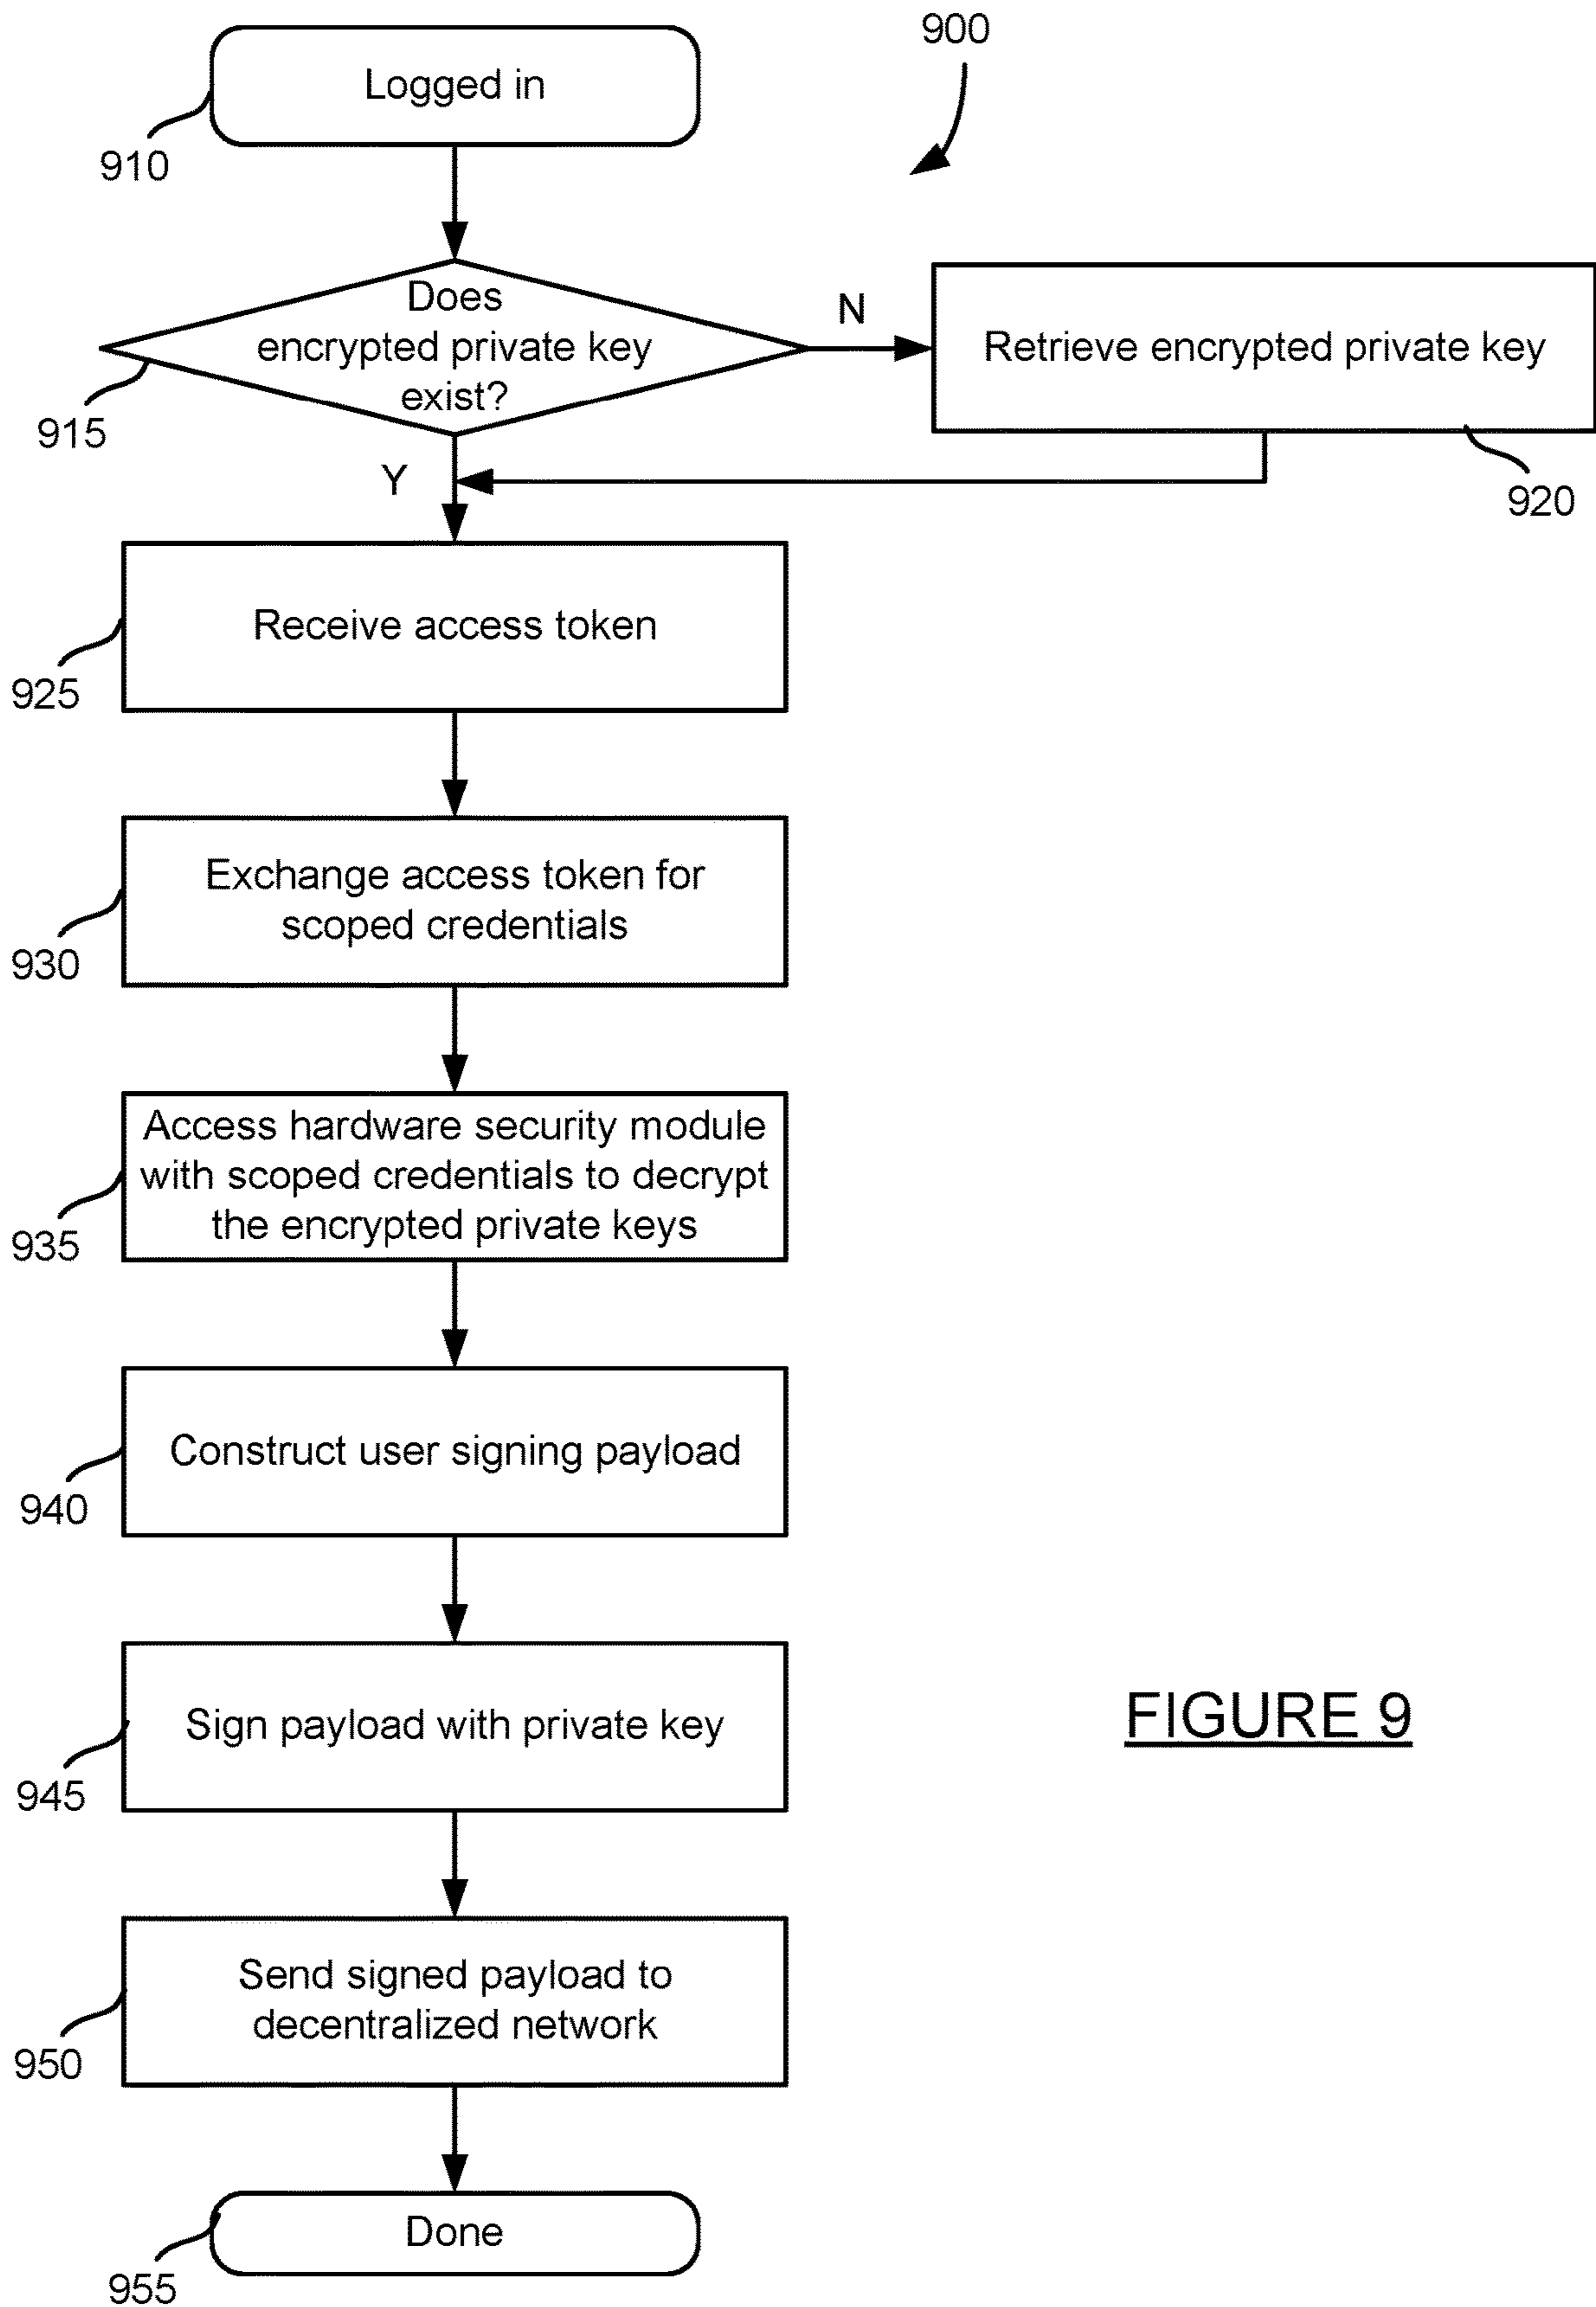 900
Logged in
910
Does
encrypted private key
exist?
N
Retrieve encrypted private key
915
Y
920
Receive access token
925
Exchange access token for
scoped credentials
930
Access hardware security module
with scoped credentials to decrypt
the encrypted private keys
935
Construct user signing payload
940
Sign payload with private key
945
FIGURE 9
Send signed payload to
decentralized network
950
Done
955